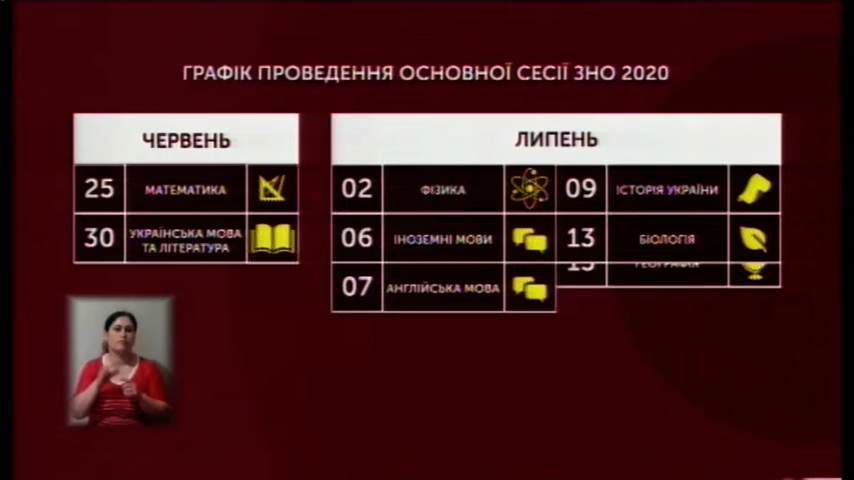 ГРАФІК ПРОВЕДЕННЯ ОСНОВНОЇ СЕСІЇ ЗНО 2020
ЧЕРВЕНЬ
25 МАТЕМАТИКА
30 УКРАЇНСЬКА МОВА
ТА ЛІТЕРАТУРА
ЛИПЕНЬ
02 ФІЗИКА
06 ІНОЗЕМНІ МОВИ
07 АНГЛІЙСЬКА МОВА
09 ІСТОРІЯ УКРАЇНИ
13 БІОЛОГІЯ
ГЕОГРАФІЯ